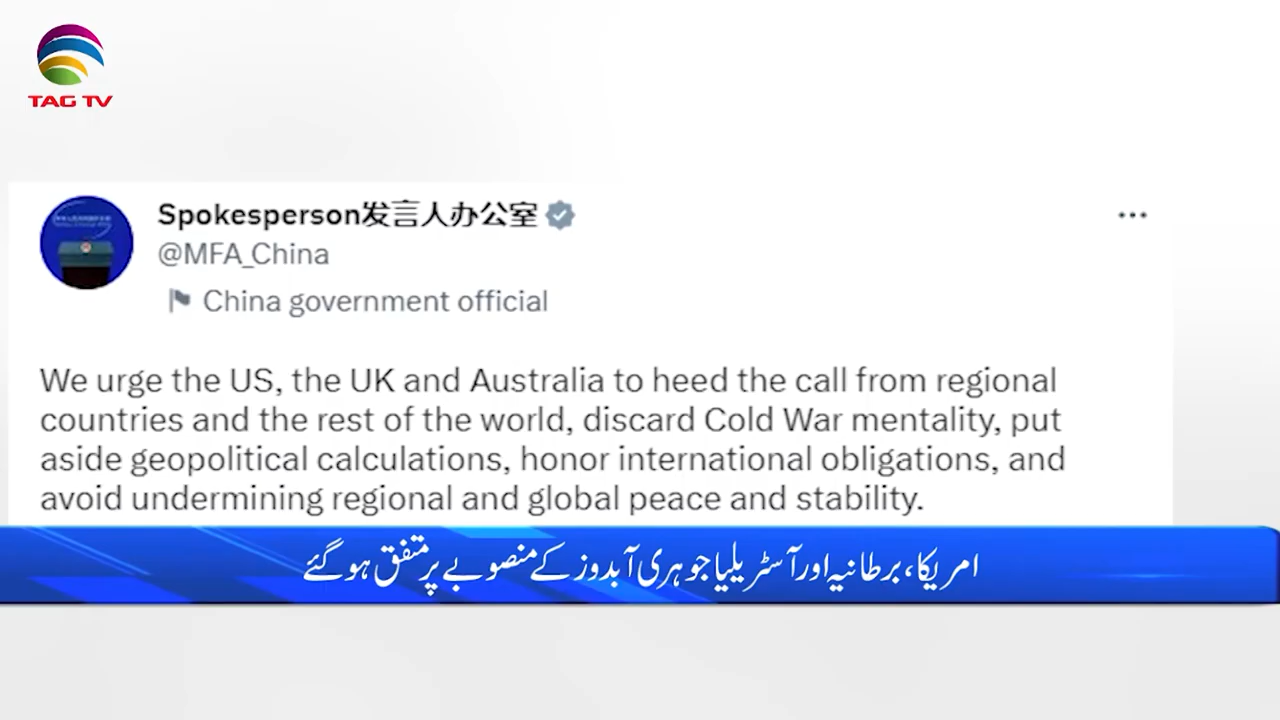 TAG TV
Spokesperson发言人办公室
@MFA_China
China government official
We urge the US, the UK and Australia to heed the call from regional
countries and the rest of the world, discard Cold War mentality, put
aside geopolitical calculations, honor international obligations, and
avoid undermining regional and global peace and stability.
امریکا، برطانیہ اور آسٹریلیا جوہری آبدوز کے منصوبے پر متفق ہو گئے